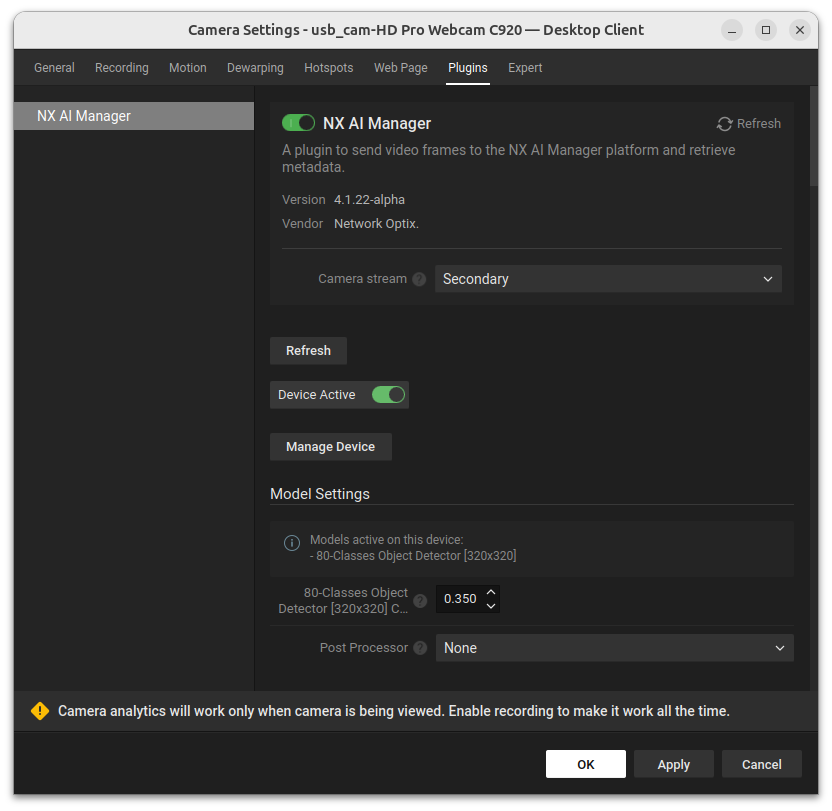 Camera Settings - usb_cam-HD Pro Webcam C920 — Desktop Client
General Recording Motion Dewarping Hotspots Web Page Plugins Expert
NX AI Manager
NX AI Manager Refresh
A plugin to send video frames to the NX AI Manager platform and retrieve
metadata.
Version 4.1.22-alpha
Vendor Network Optix.
Camera stream ? Secondary
Refresh
Device Active
Manage Device
Model Settings
Models active on this device:
- 80-Classes Object Detector [320x320]
80-Classes Object
Detector [320x320] C... ? 0.350
Post Processor ? None
Camera analytics will work only when camera is being viewed. Enable recording to make it work all the time.
OK Apply Cancel